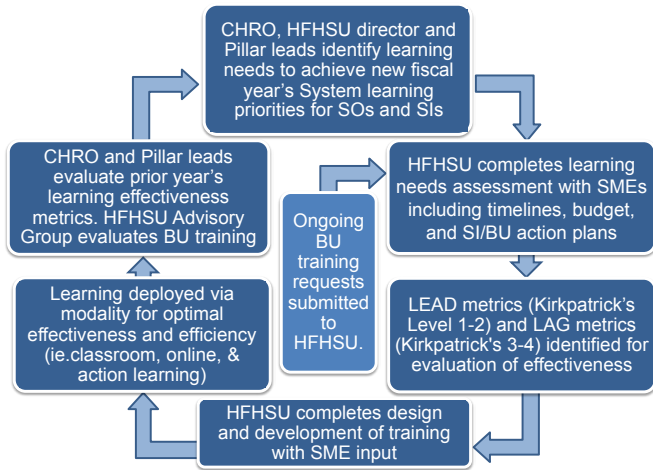 CHRO, HFHSU director and
Pillar leads identify learning
needs to achieve new fiscal
year's System learning
priorities for SOs and SIs
HFHSU completes learning
needs assessment with SMEs
including timelines, budget,
and SI/BU action plans
LEAD metrics (Kirkpatrick's
Level 1-2) and LAG metrics
(Kirkpatrick's 3-4) identified for
evaluation of effectiveness
HFHSU completes design
and development of training
with SME input
Learning deployed via
modality for optimal
effectiveness and efficiency
(ie.classroom, online, &
action learning)
CHRO and Pillar leads
evaluate prior year's
learning effectiveness
metrics. HFHSU Advisory
Group evaluates BU training
Ongoing
BU
training
requests
submitted
to
HFHSU.